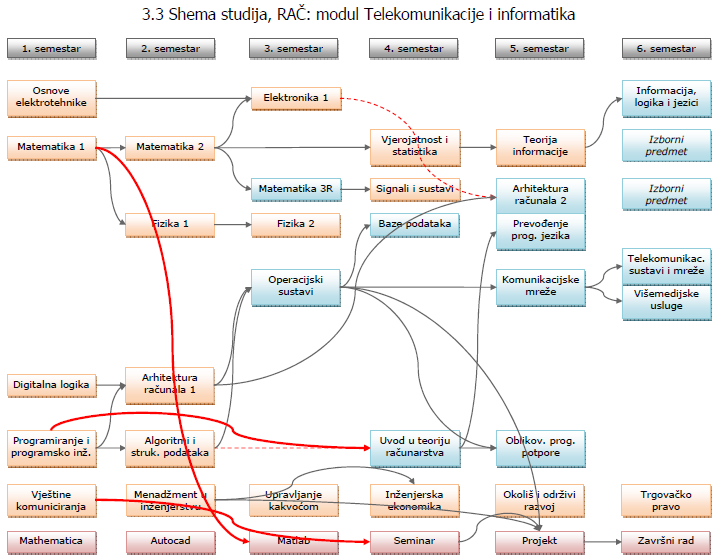 3.3 Shema studija, RAČ: modul Telekomunikacije i informatika
1. semestar
2. semestar
3. semestar
4. semestar
5. semestar
6. semestar
Osnove
elektrotehnike
Elektronika 1
Informacija,
logika i jezici
Matematika 1
Matematika 2
Vjerojatnost i
statistika
Teorija
informacije
Izborni
predmet
Matematika 3R
Signali i sustavi
Arhitektura
računala 2
Izborni
predmet
Fizika 1
Fizika 2
Baze podataka
Prevođenje
prog. jezika
Operacijski
sustavi
Komunikacijske
mreže
Telekomunikac.
sustavi i mreže
Višemedijske
usluge
Digitalna logika
Arhitektura
računala 1
Programiranje i
programsko inž.
Algoritmi i
struk. podataka
Uvod u teoriju
računarstva
Oblikov. prog.
potpore
Vještine
komuniciranja
Menadžment u
inženjerstvu
Upravljanje
kakvočom
Inženjerska
ekonomika
Okoliš i održivi
razvoj
Trgovačko
pravo
Mathematica
Autocad
Matlab
Seminar
Projekt
Završni rad